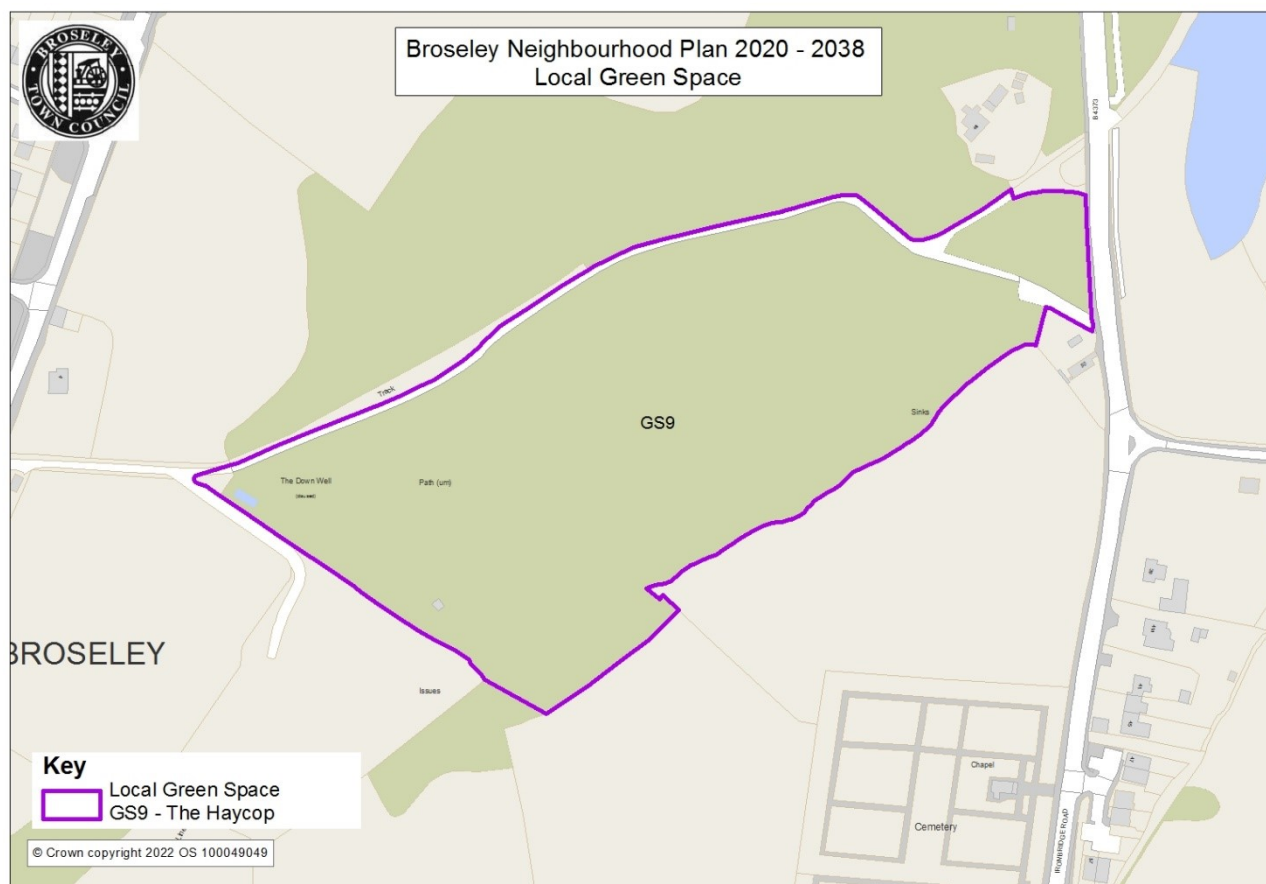 BROSELEY
TOWN COUNCIL
Broseley Neighbourhood Plan 2020 - 2038
Local Green Space
B 4373
Track
Sinks
GS9
The Down Well
Path (um)
BROSELEY
Issues
Chapel
Cemetery
IRONBRIDGE ROAD
Key
Local Green Space
GS9 - The Haycop
© Crown copyright 2022 OS 100049049